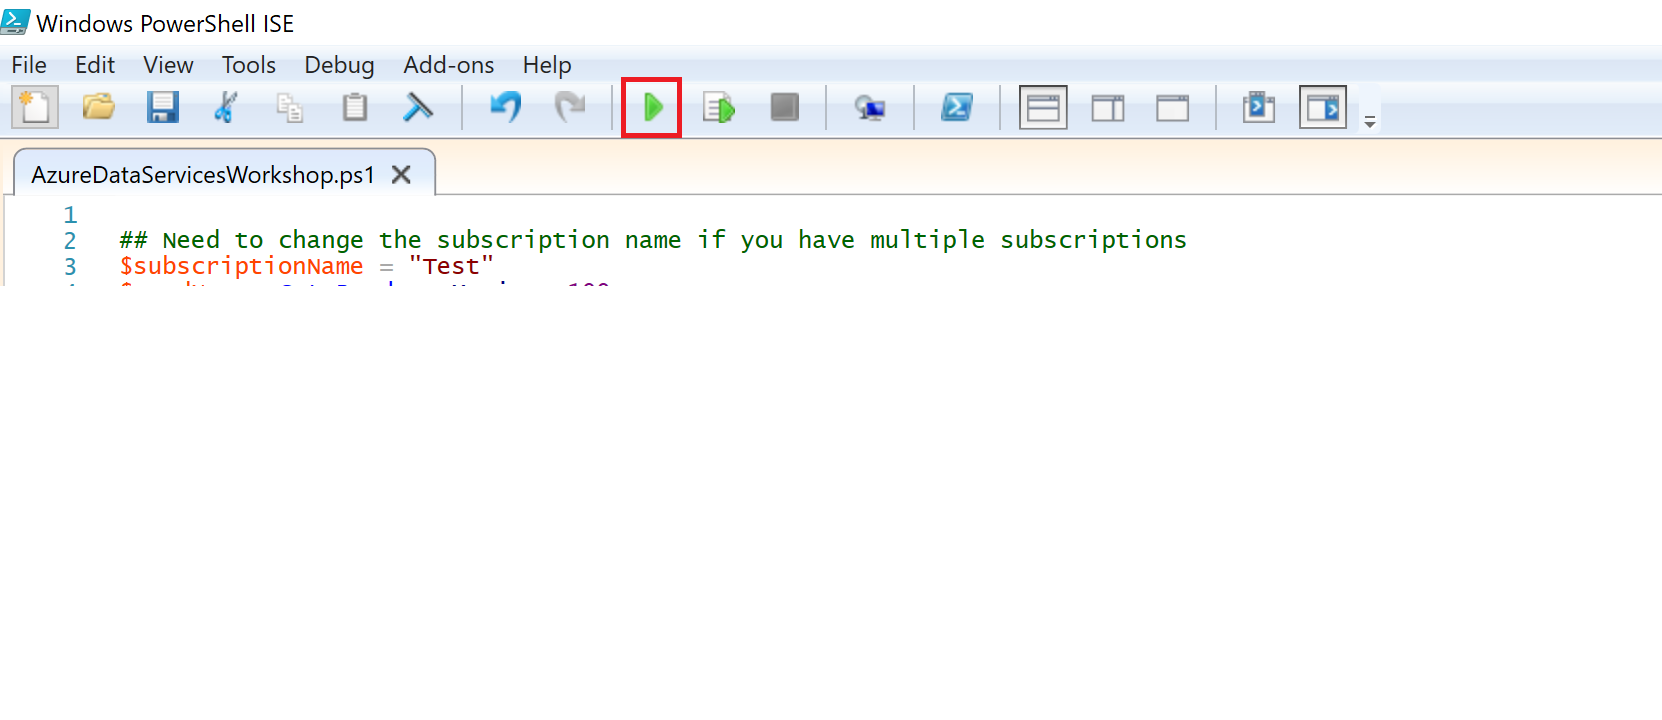 Windows PowerShell ISE
File Edit View Tools Debug Add-ons Help
AzureDataServicesWorkshop.ps1
1
2 ## Need to change the subscription name if you have multiple subscriptions
3 $subscriptionName = "Test"